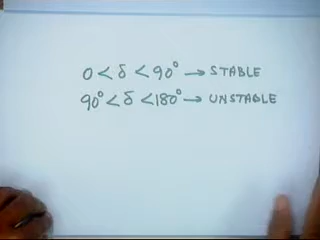 0 < δ < 90° → STABLE
90° < δ < 180° → UNSTABLE